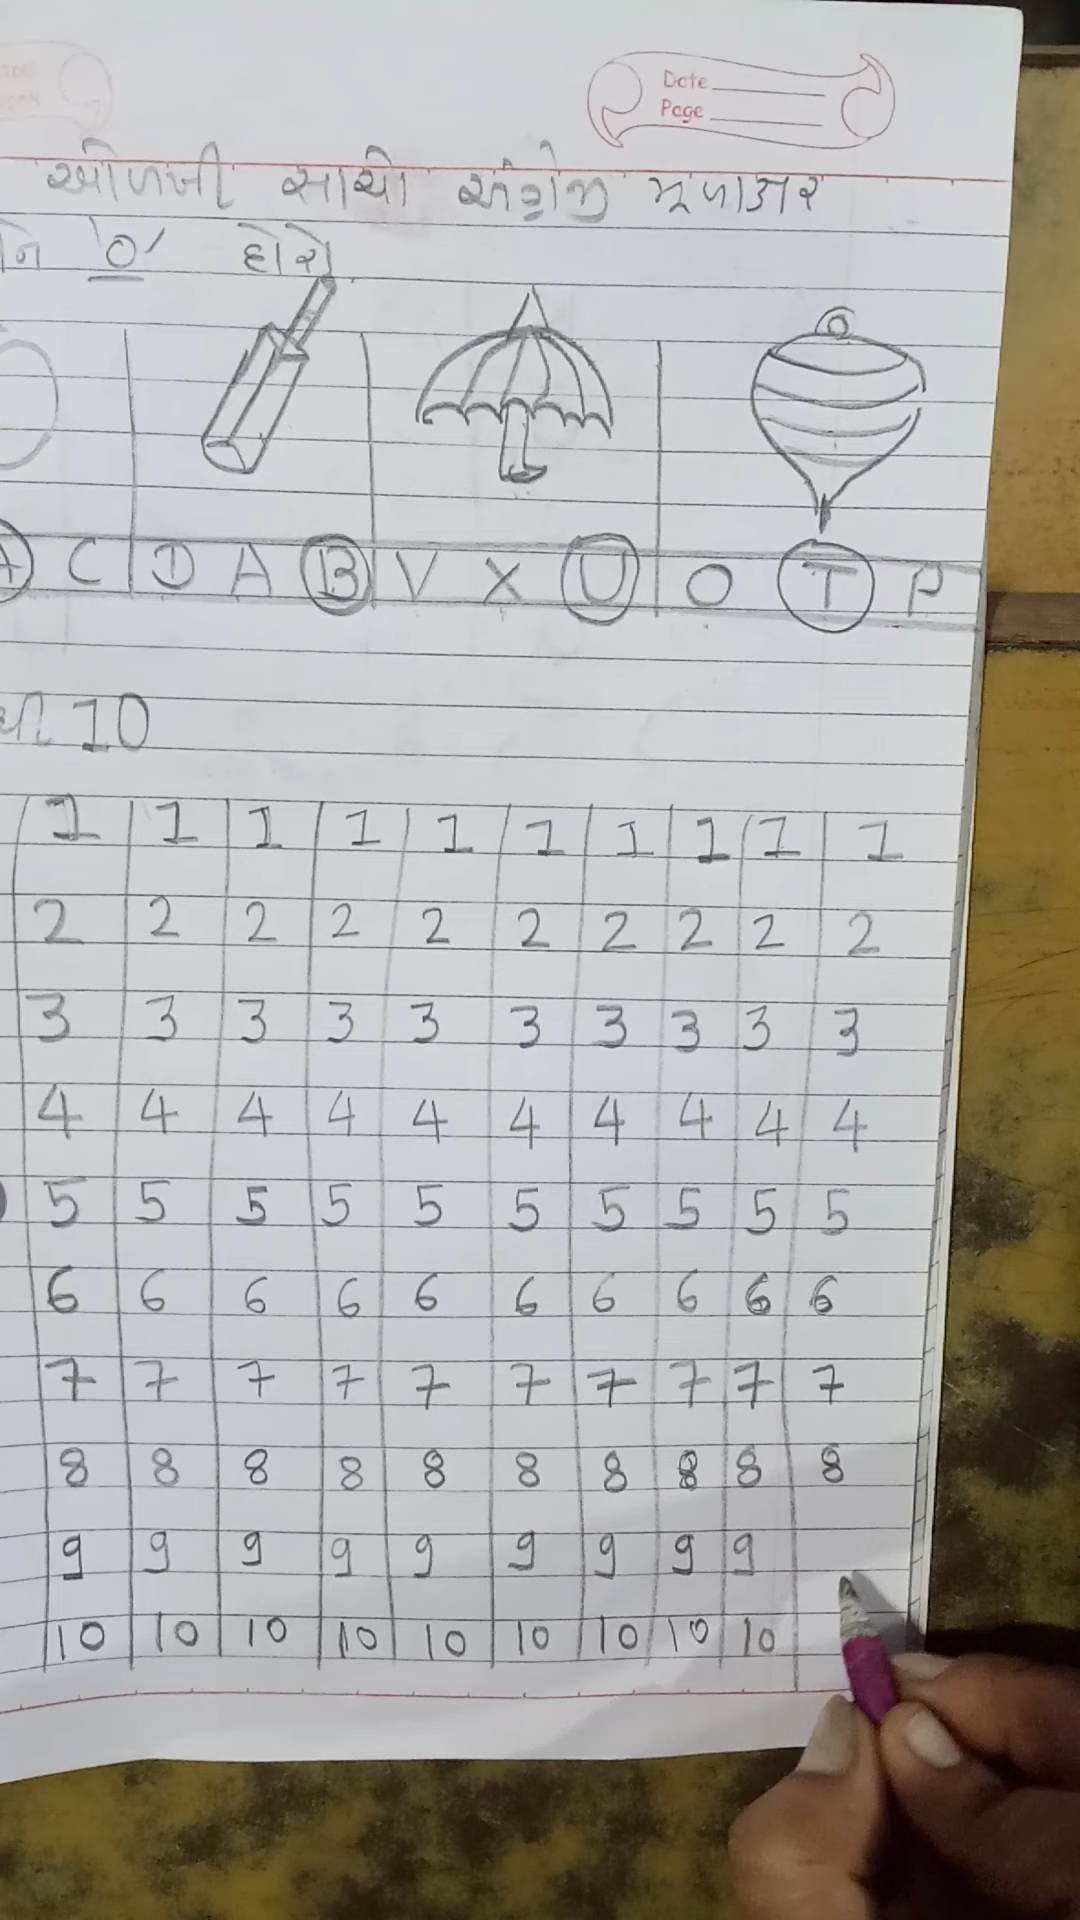 Date
Page
ઓળખી સાચો અંગ્રેજી મૂળાક્ષર
ને 'O' દોરો
A C D A B V X U O T P
થી 10
1 1 1 1 1 1 1 1 1 1
2 2 2 2 2 2 2 2 2 2
3 3 3 3 3 3 3 3 3 3
4 4 4 4 4 4 4 4 4 4
5 5 5 5 5 5 5 5 5 5
6 6 6 6 6 6 6 6 6 6
7 7 7 7 7 7 7 7 7 7
8 8 8 8 8 8 8 8 8 8
9 9 9 9 9 9 9 9 9
10 10 10 10 10 10 10 10 10